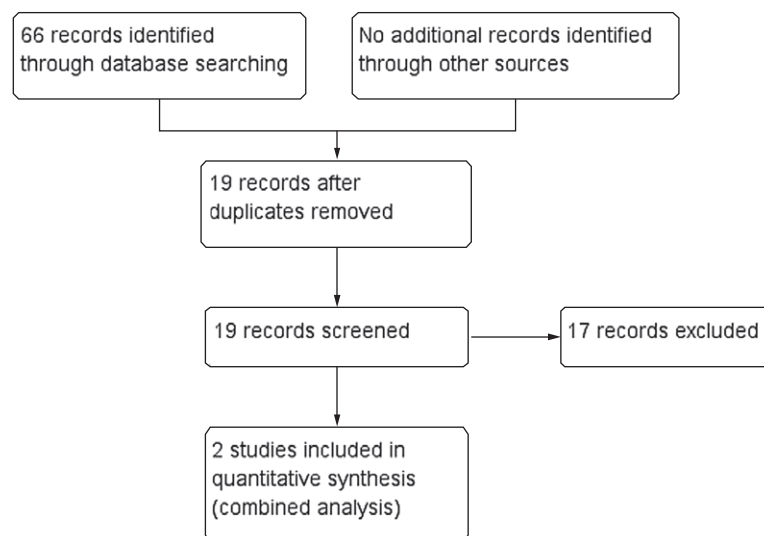 66 records identified
through database searching
No additional records identified
through other sources
19 records after
duplicates removed
19 records screened
17 records excluded
2 studies included in
quantitative synthesis
(combined analysis)